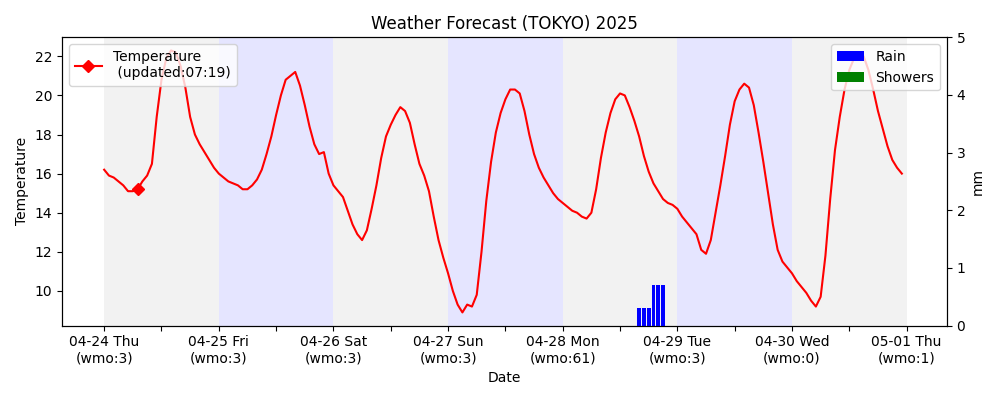 Weather Forecast (TOKYO) 2025
Temperature
(updated:07:19)
Rain
Showers
22
20
18
16
14
12
10
Temperature
5
4
3
2
1
0
mm
04-24 Thu
(wmo:3)
04-25 Fri
(wmo:3)
04-26 Sat
(wmo:3)
04-27 Sun
(wmo:3)
04-28 Mon
(wmo:61)
04-29 Tue
(wmo:3)
04-30 Wed
(wmo:0)
05-01 Thu
(wmo:1)
Date